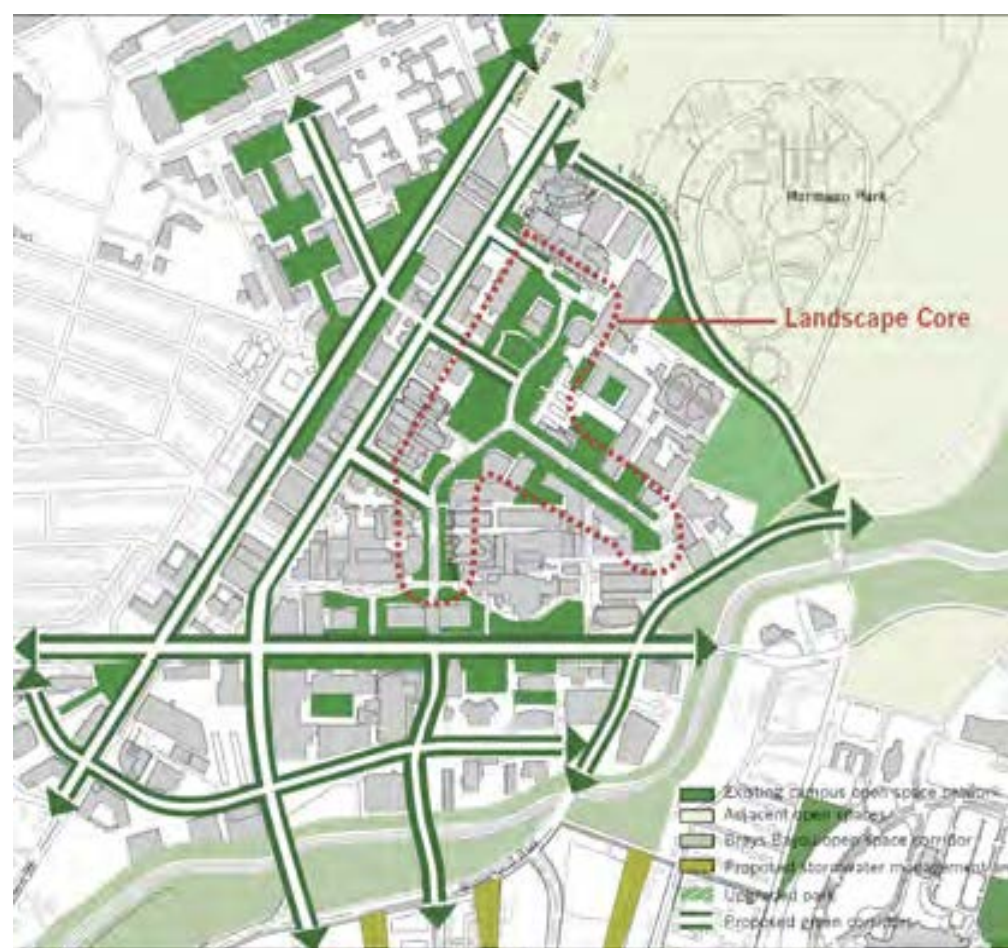 Hermann Park
Landscape Core
Existing campus open space
Adjacent open spaces
Brays Bayou open space corridor
Proposed stormwater management
Upgraded park
Proposed green corridors